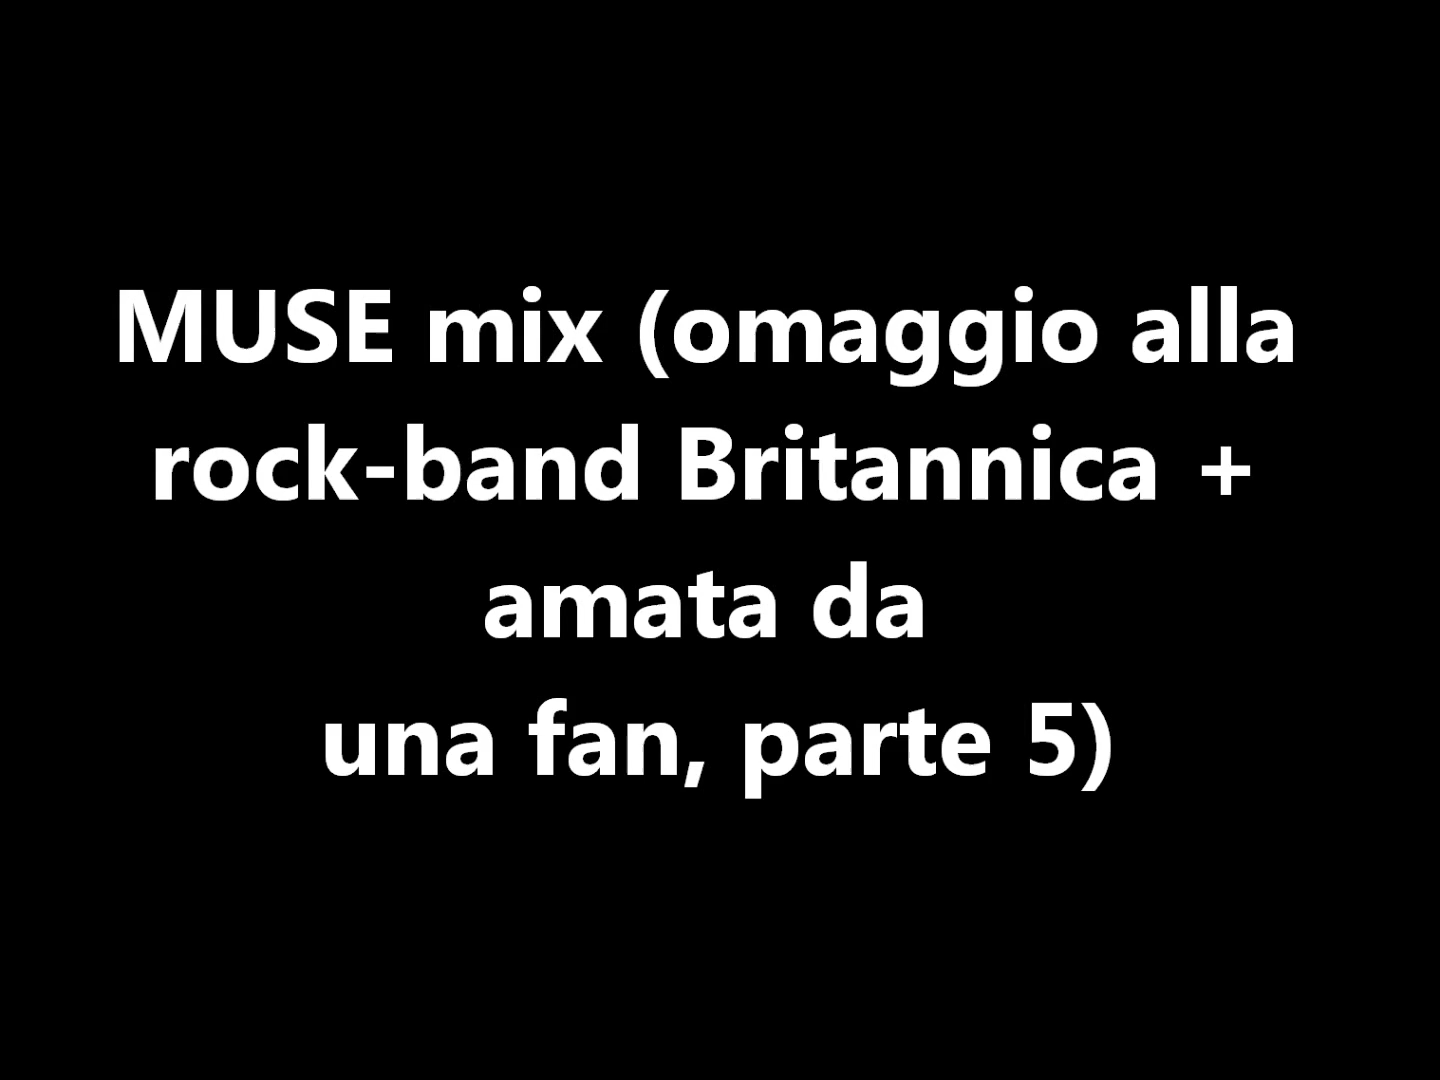 MUSE mix (omaggio alla
rock-band Britannica +
amata da
una fan, parte 5)